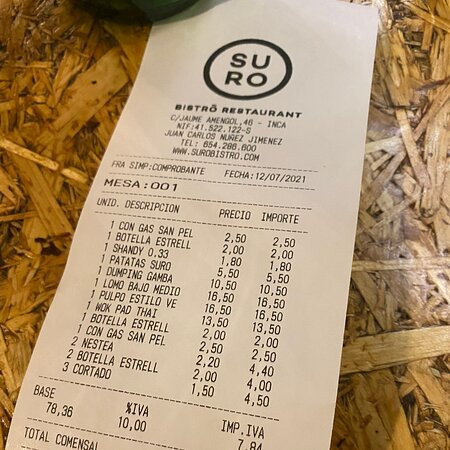 SU
RO
BISTRÕ RESTAURANT
C/JAUME AMENGOL,46 - INCA
NIF:41.522.122-S
JUAN CARLOS NUÑEZ JIMENEZ
TEL: 654.286.600
WWW.SUROBISTRO.COM
FRA SIMP:COMPROBANTE FECHA:12/07/2021
MESA:001
UNID. DESCRIPCION PRECIO IMPORTE
1 CON GAS SAN PEL 2,50 2,50
1 BOTELLA ESTRELL 2,00 2,00
1 SHANDY 0.33 1,80 1,80
1 PATATAS SURO 5,50 5,50
1 DUMPING GAMBA 10,50 10,50
1 LOMO BAJO MEDIO 16,50 16,50
1 PULPO ESTILO VE 16,50 16,50
1 WOK PAD THAI 13,50 13,50
1 BOTELLA ESTRELL 2,00 2,00
1 CON GAS SAN PEL 2,50 2,50
2 NESTEA 2,20 4,40
2 BOTELLA ESTRELL 2,00 4,00
3 CORTADO 1,50 4,50
BASE %IVA IMP.IVA
78,36 10,00 7,84
TOTAL COMENSAL